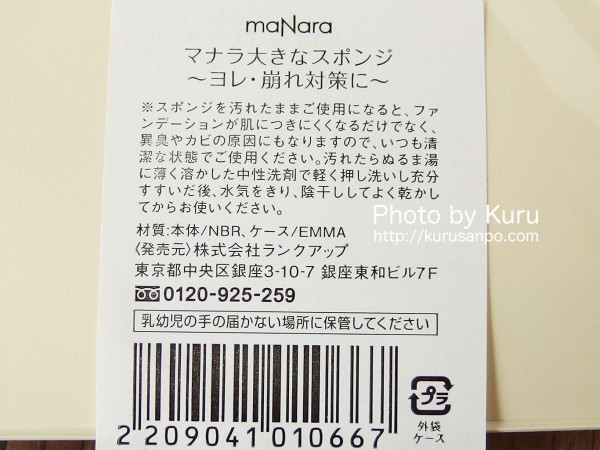 maNara
マナラ大きなスポンジ
～ヨレ・崩れ対策に～
※スポンジを汚れたままご使用になると、ファ
ンデーションが肌につきにくくなるだけでなく、
異臭やカビの原因にもなりますので、いつも清
潔な状態でご使用ください。汚れたらぬるま湯
に薄く溶かした中性洗剤で軽く押し洗いし充分
すすいだ後、水気をきり、陰干ししてよく乾かし
てからお使いください。
材質:本体/NBR、ケース/EMMA
〈発売元〉株式会社ランクアップ
東京都中央区銀座3-10-7 銀座東和ビル7F
0120-925-259
乳幼児の手の届かない場所に保管してください
2 209041 010667
プラ
外袋
ケース
Photo by Kuru
http://kurusanpo.com/